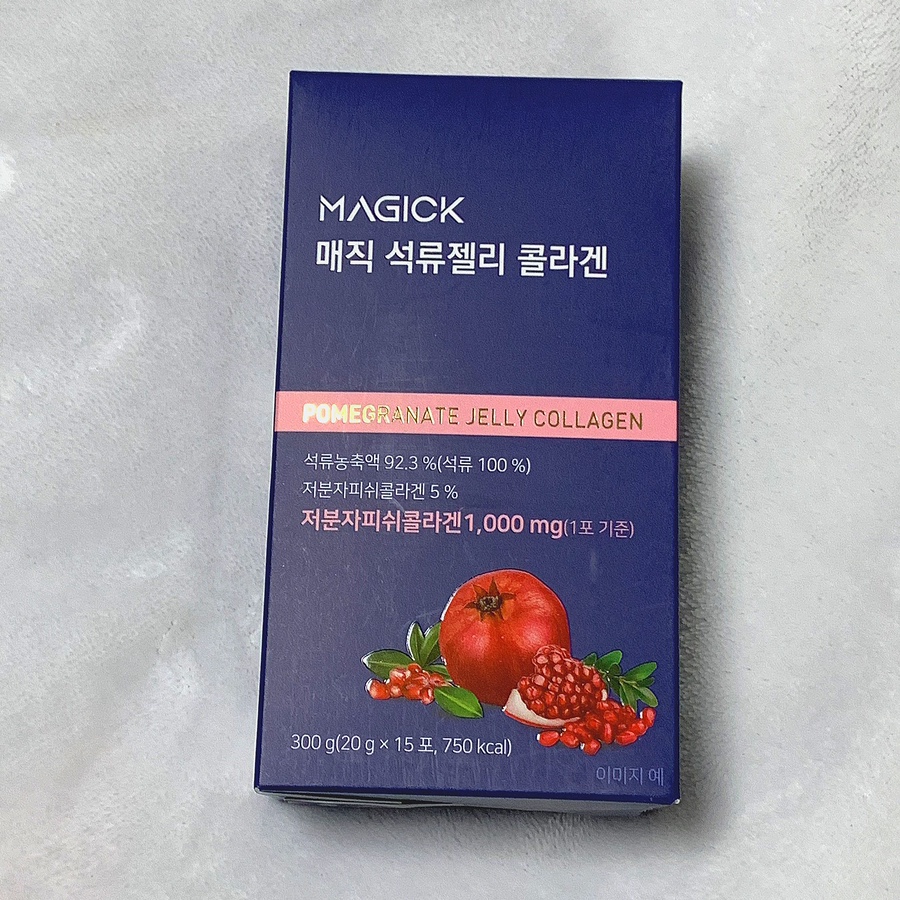 MAGICK
매직 석류젤리 콜라겐
POMEGRANATE JELLY COLLAGEN
석류농축액 92.3 %(석류 100 %)
저분자피쉬콜라겐 5 %
저분자피쉬콜라겐1,000 mg(1포 기준)
300 g(20 g × 15 포, 750 kcal)
이미지 예